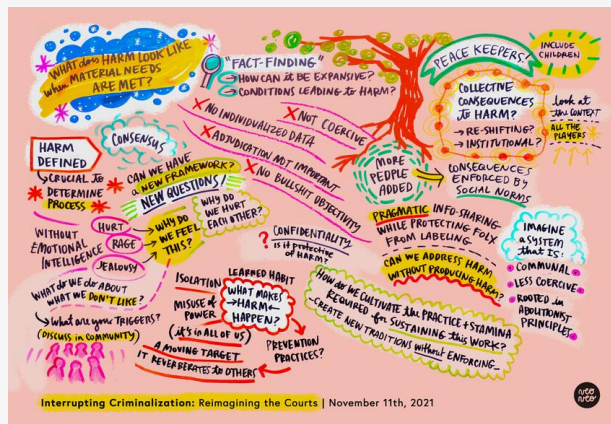 WHAT does HARM LOOK LIKE
when MATERIAL NEEDS
ARE MET?
"FACT-FINDING"
→HOW CAN it BE EXPANSIVE?
→CONDITIONS LEADING to HARM?
PEACE KEEPERS!
INCLUDE
CHILDREN
COLLECTIVE
CONSEQUENCES
to HARM?
→RE-SHIFTING?
→INSTITUTIONAL?
look at
the CONTEXT
ALL the
PLAYERS
X NO INDIVIDUALIZED DATA
X NOT COERCIVE
X ADJUDICATION NOT IMPORTANT
X NO BULLSHIT OBJECTIVITY
MORE
PEOPLE
ADDED!
CONSEQUENCES
ENFORCED by
SOCIAL NORMS
HARM
DEFINED
CRUCIAL to
DETERMINE
PROCESS
CONSENSUS
CAN WE HAVE
a NEW FRAMEWORK?
NEW QUESTIONS!
WHY DO
WE HURT
EACH OTHER?
WITHOUT
EMOTIONAL
INTELLIGENCE
HURT
RAGE
JEALOUSY
WHY DO
WE FEEL
THIS?
? CONFIDENTIALITY
is it protective
of HARM?
PRAGMATIC INFO-SHARING
WHILE PROTECTING FOLX
FROM LABELING
CAN WE ADDRESS HARM
WITHOUT PRODUCING HARM?
IMAGINE
a SYSTEM
that IS:
COMMUNAL
LESS COERCIVE
ROOTED in
ABOLITIONIST
PRINCIPLES
WHAT do WE DO ABOUT
WHAT WE DON'T LIKE?
→WHAT are you TRIGGERS?
(DISCUSS in COMMUNITY)
ISOLATION
LEARNED HABIT
MISUSE of
POWER
WHAT MAKES
→HARM←
HAPPEN?
(it's in ALL OF US)
A MOVING TARGET
IT REVERBERATES to OTHERS
PREVENTION
PRACTICES?
HOW do WE CULTIVATE the PRACTICE + STAMINA
REQUIRED for SUSTAINING this WORK?
—CREATE NEW TRADITIONS without ENFORCING—
Interrupting Criminalization: Reimagining the Courts | November 11th, 2021
neo
neo